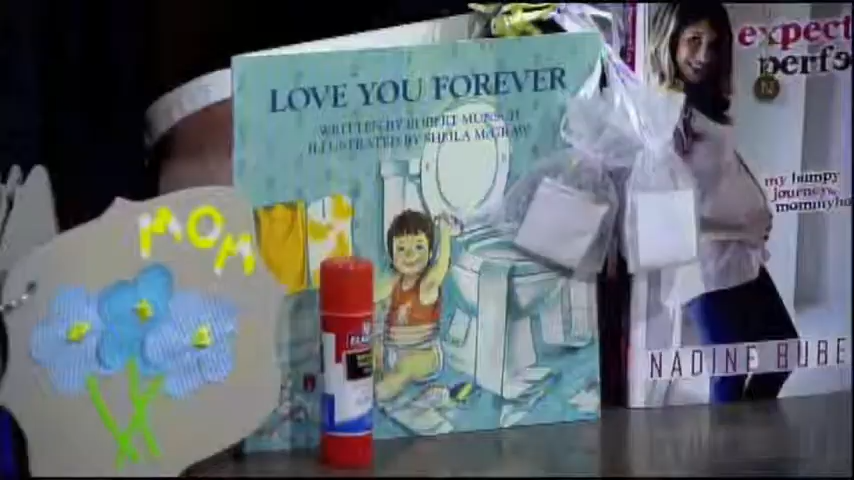 MOM
LOVE YOU FOREVER
WRITTEN BY ROBERT MUNSCH
ILLUSTRATED BY SHEILA McGRAW
expect
perfe
my bumpy
journey
mommyho
NADINE BUBE